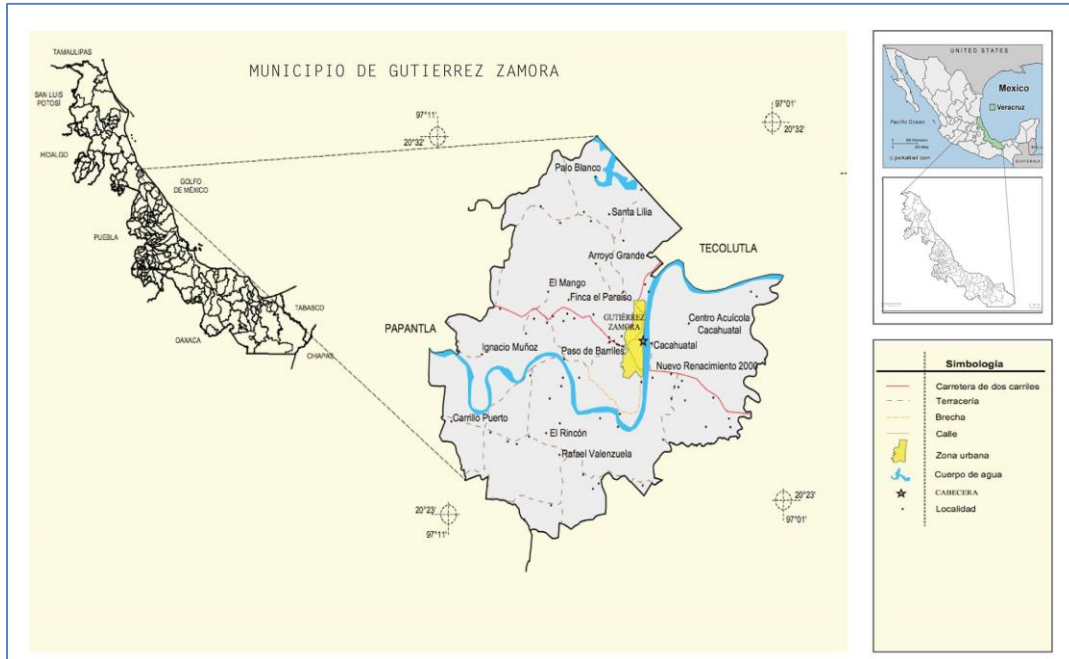 MUNICIPIO DE GUTIERREZ ZAMORA
TAMAULIPAS
SAN LUIS
POTOSÍ
HIDALGO
GOLFO
DE MÉXICO
PUEBLA
TABASCO
OAXACA
CHIAPAS
97°11'
20°32'
97°01'
20°32'
Palo Blanco
Santa Lilia
Arroyo Grande
TECOLUTLA
El Mango
Finca el Paraiso
GUTIÉRREZ
ZAMORA
Centro Acuícola
Cacahuatal
PAPANTLA
Ignacio Muñoz
Paso de Barriles
Cacahuatal
Nuevo Renacimiento 2000
Carrillo Puerto
El Rincón
Rafael Valenzuela
20°23'
97°11'
20°23'
97°01'
UNITED STATES
Mexico
Veracruz
Pacific Ocean
GUATEMALA
Simbología
Carretera de dos carriles
Terracería
Brecha
Calle
Zona urbana
Cuerpo de agua
CABECERA
Localidad